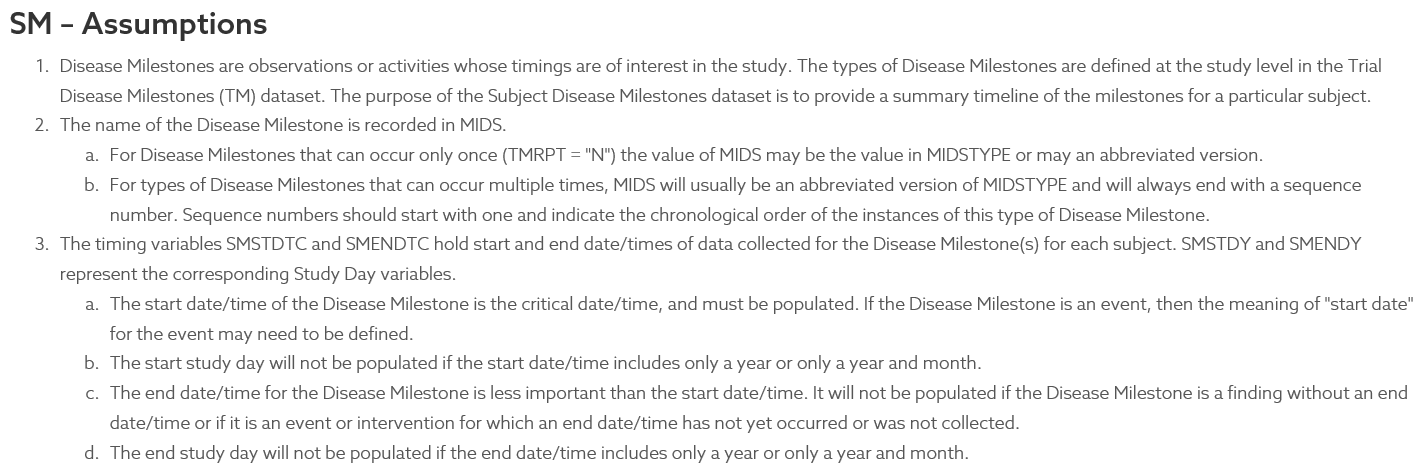 SM – Assumptions
1. Disease Milestones are observations or activities whose timings are of interest in the study. The types of Disease Milestones are defined at the study level in the Trial
Disease Milestones (TM) dataset. The purpose of the Subject Disease Milestones dataset is to provide a summary timeline of the milestones for a particular subject.
2. The name of the Disease Milestone is recorded in MIDS.
a. For Disease Milestones that can occur only once (TMRPT = "N") the value of MIDS may be the value in MIDSTYPE or may an abbreviated version.
b. For types of Disease Milestones that can occur multiple times, MIDS will usually be an abbreviated version of MIDSTYPE and will always end with a sequence
number. Sequence numbers should start with one and indicate the chronological order of the instances of this type of Disease Milestone.
3. The timing variables SMSTDTC and SMENDTC hold start and end date/times of data collected for the Disease Milestone(s) for each subject. SMSTDY and SMENDY
represent the corresponding Study Day variables.
a. The start date/time of the Disease Milestone is the critical date/time, and must be populated. If the Disease Milestone is an event, then the meaning of "start date"
for the event may need to be defined.
b. The start study day will not be populated if the start date/time includes only a year or only a year and month.
c. The end date/time for the Disease Milestone is less important than the start date/time. It will not be populated if the Disease Milestone is a finding without an end
date/time or if it is an event or intervention for which an end date/time has not yet occurred or was not collected.
d. The end study day will not be populated if the end date/time includes only a year or only a year and month.